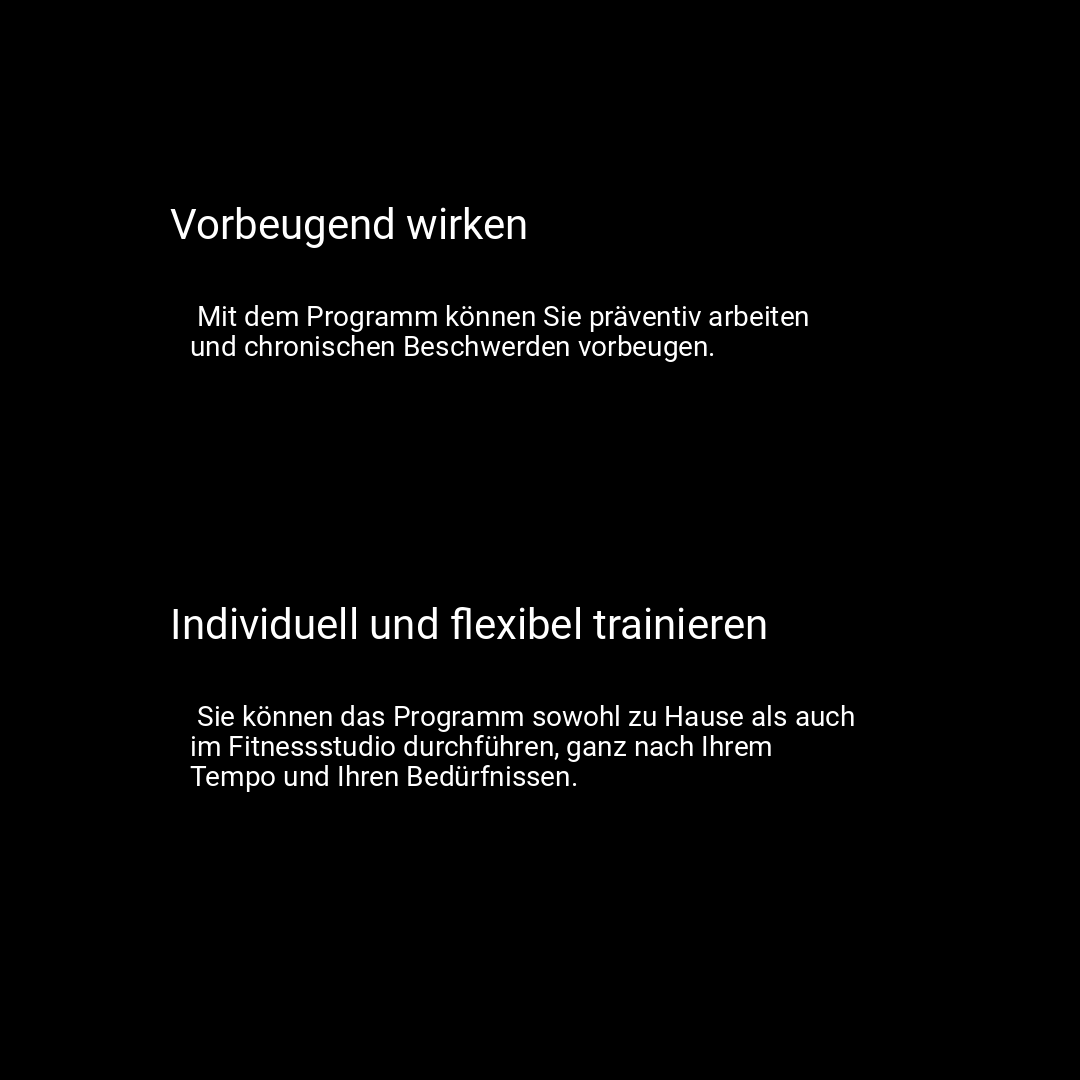 Vorbeugend wirken
Mit dem Programm können Sie präventiv arbeiten
und chronischen Beschwerden vorbeugen.
Individuell und flexibel trainieren
Sie können das Programm sowohl zu Hause als auch
im Fitnessstudio durchführen, ganz nach Ihrem
Tempo und Ihren Bedürfnissen.